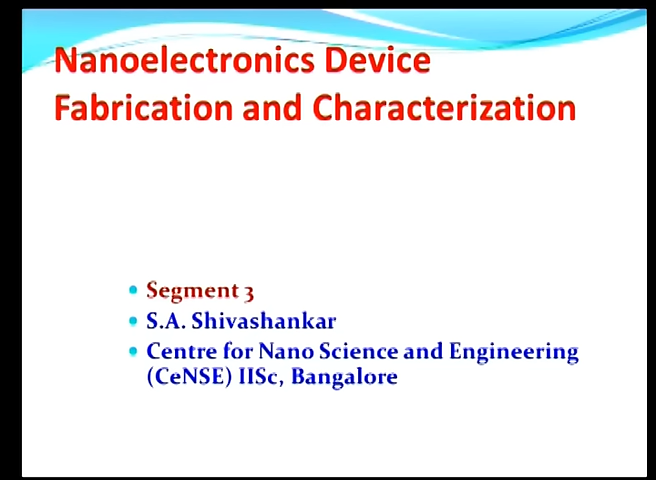 Nanoelectronics Device
Fabrication and Characterization
• Segment 3
• S.A. Shivashankar
• Centre for Nano Science and Engineering
(CeNSE) IISc, Bangalore